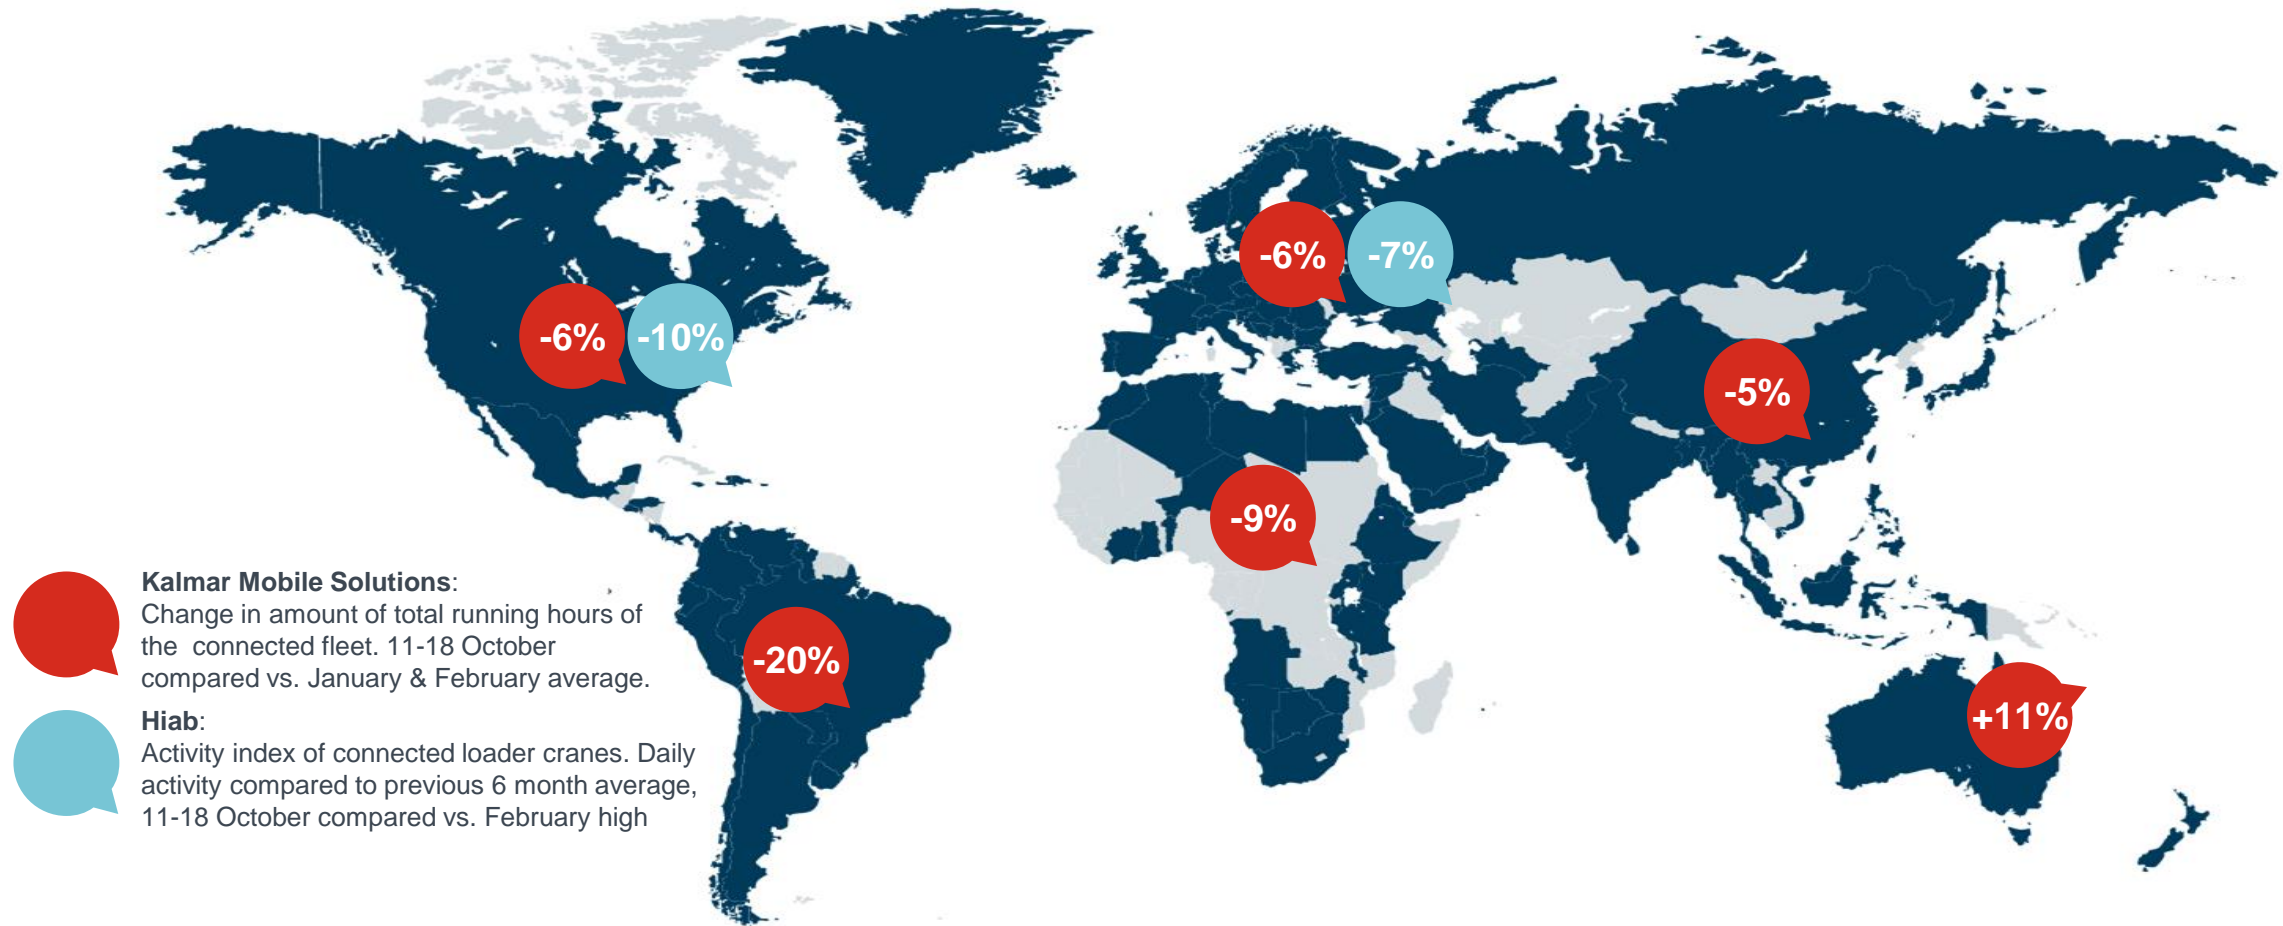 -6%
-7%
-6%
-10%
-5%
-9%
-20%
+11%
Kalmar Mobile Solutions:
Change in amount of total running hours of
the connected fleet. 11-18 October
compared vs. January & February average.
Hiab:
Activity index of connected loader cranes. Daily
activity compared to previous 6 month average,
11-18 October compared vs. February high